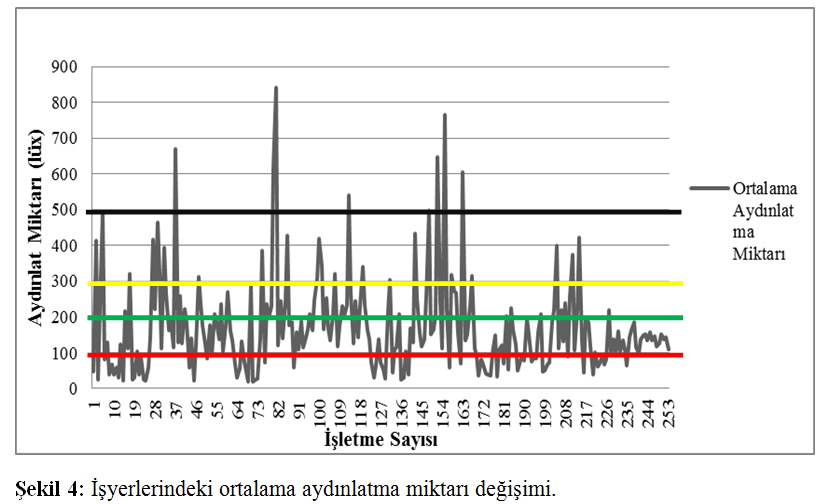 900
800
700
600
500
400
300
200
100
0
Aydınlat Miktarı (lüx)
1 10 19 28 37 46 55 64 73 82 91 100 109 118 127 136 145 154 163 172 181 190 199 208 217 226 235 244 253
İşletme Sayısı
Ortalama
Aydınlat
ma
Miktarı
Şekil 4: İşyerlerindeki ortalama aydınlatma miktarı değişimi.